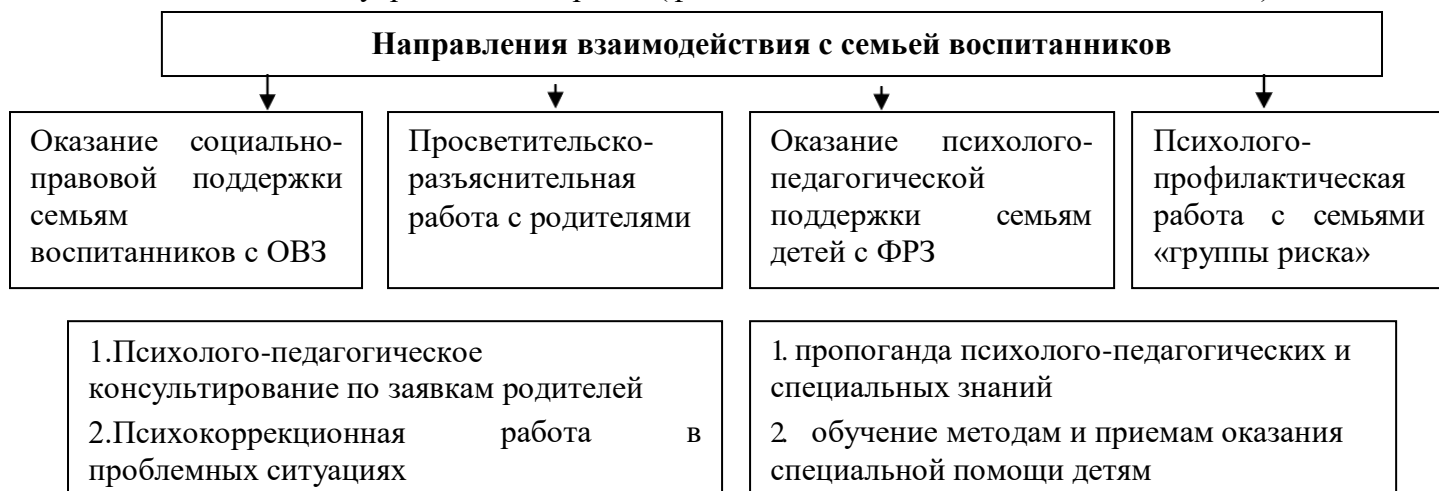 Направления взаимодействия с семьей воспитанников
Оказание социально-
правовой поддержки
семьям
воспитанников с ОВЗ
Просветительско-
разъяснительная
работа с родителями
Оказание психолого-
педагогической
поддержки семьям
детей с ФРЗ
Психолого-
профилактическая
работа с семьями
«группы риска»
1.Психолого-педагогическое
консультирование по заявкам родителей
2.Психокоррекционная работа в
проблемных ситуациях
1. пропоганда психолого-педагогических и
специальных знаний
2. обучение методам и приемам оказания
специальной помощи детям